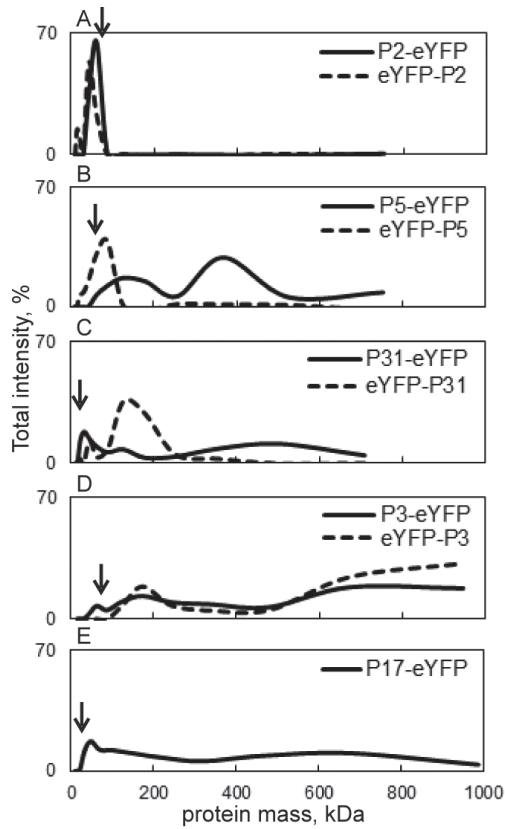 A
70
P2-eYFP
eYFP-P2
0
B
70
P5-eYFP
eYFP-P5
0
C
70
P31-eYFP
eYFP-P31
0
D
70
P3-eYFP
eYFP-P3
0
E
70
P17-eYFP
0
0 200 400 600 800 1000
protein mass, kDa
Total intensity, %